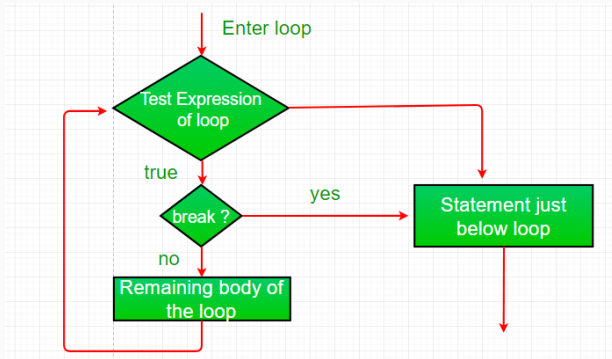 Enter loop
Test Expression
of loop
true
break ?
yes
Statement just
below loop
no
Remaining body of
the loop